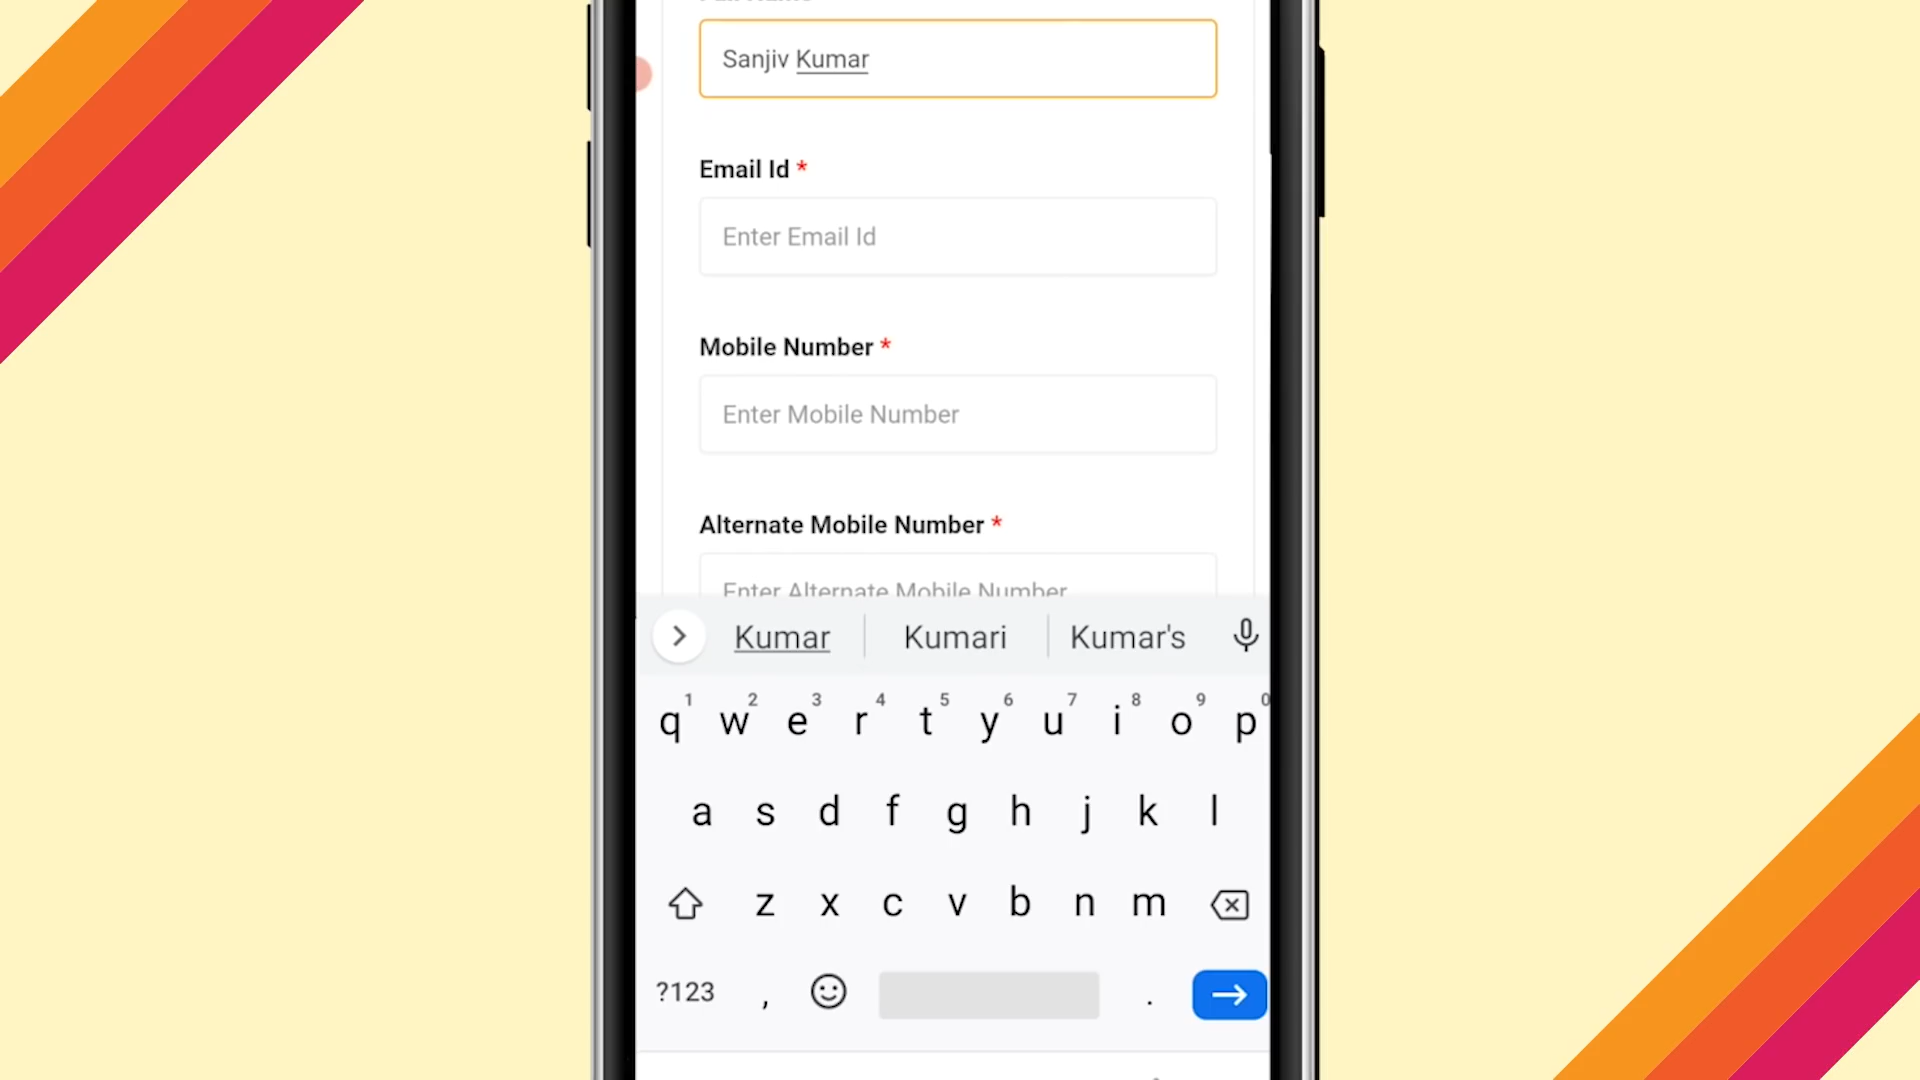 Sanjiv Kumar
Email Id *
Enter Email Id
Mobile Number *
Enter Mobile Number
Alternate Mobile Number *
Enter Alternate Mobile Number
Kumar Kumari Kumar's
1 2 3 4 5 6 7 8 9 0
q w e r t y u i o p
a s d f g h j k l
z x c v b n m
?123 , .